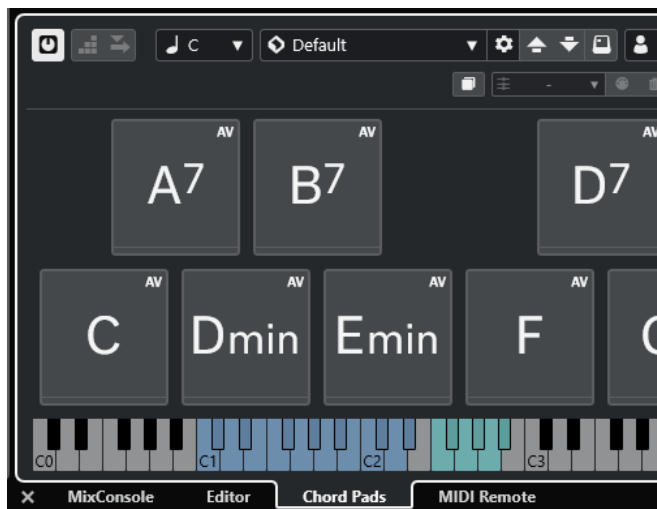 C Default
-
AV AV AV
A7 B7 D7
AV AV AV AV
C Dmin Emin F
C0 C1 C2 C3
MixConsole Editor Chord Pads MIDI Remote